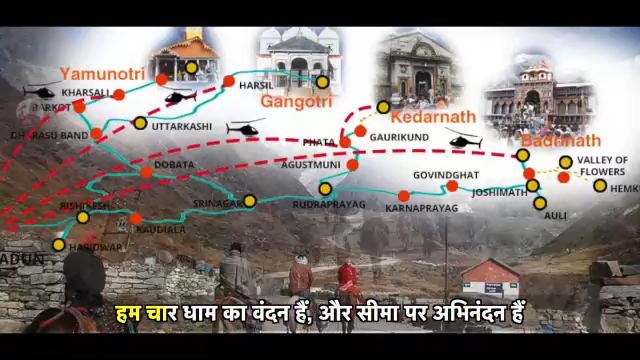 Yamunotri
Gangotri
Kedarnath
Badrinath
KHARSALI
BARKOT
HARSIL
DHARASU BAND
UTTARKASHI
PHATA
GAURIKUND
VALLEY OF
FLOWERS
DOBATA
AGUSTMUNI
GOVINDGHAT
JOSHIMATH
HEMK
RISHIKESH
SRINAGAR
RUDRAPRAYAG
KARNAPRAYAG
AULI
KAUDIALA
HARIDWAR
ADUN
हम चार धाम का वंदन हैं, और सीमा पर अभिनंदन हैं